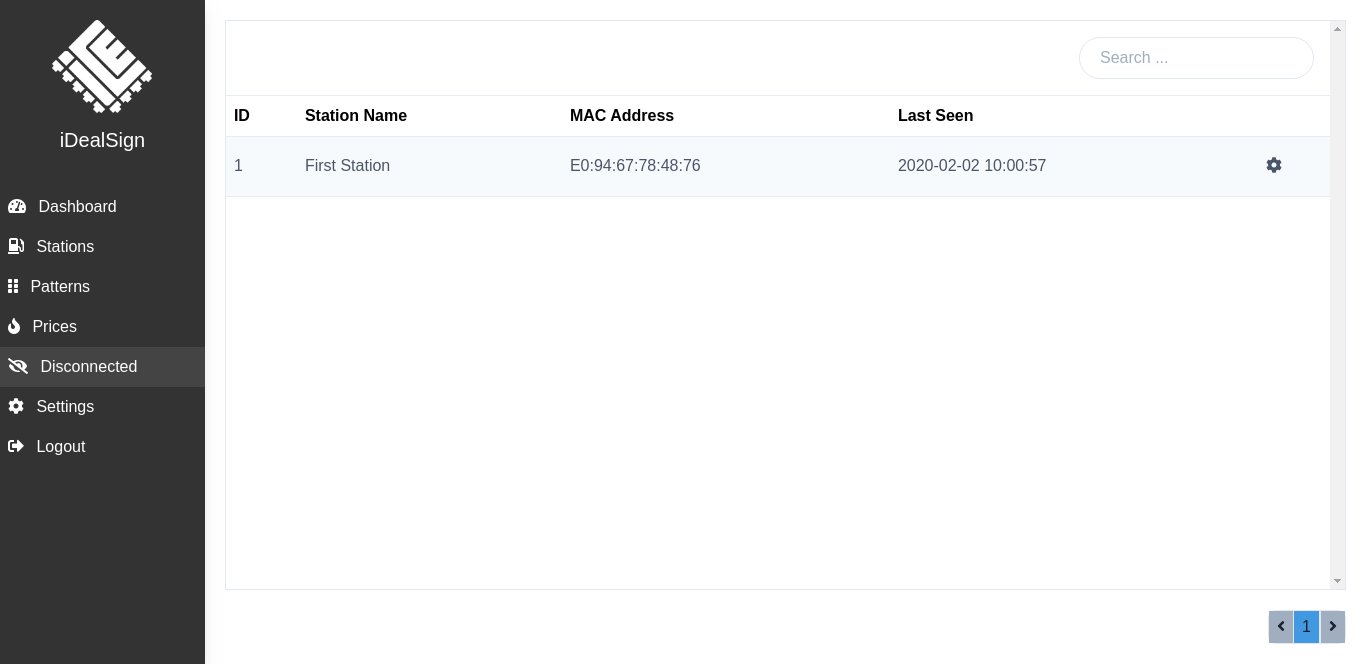 iDealSign
Dashboard
Stations
Patterns
Prices
Disconnected
Settings
Logout
Search ...
ID Station Name MAC Address Last Seen
1 First Station E0:94:67:78:48:76 2020-02-02 10:00:57
1